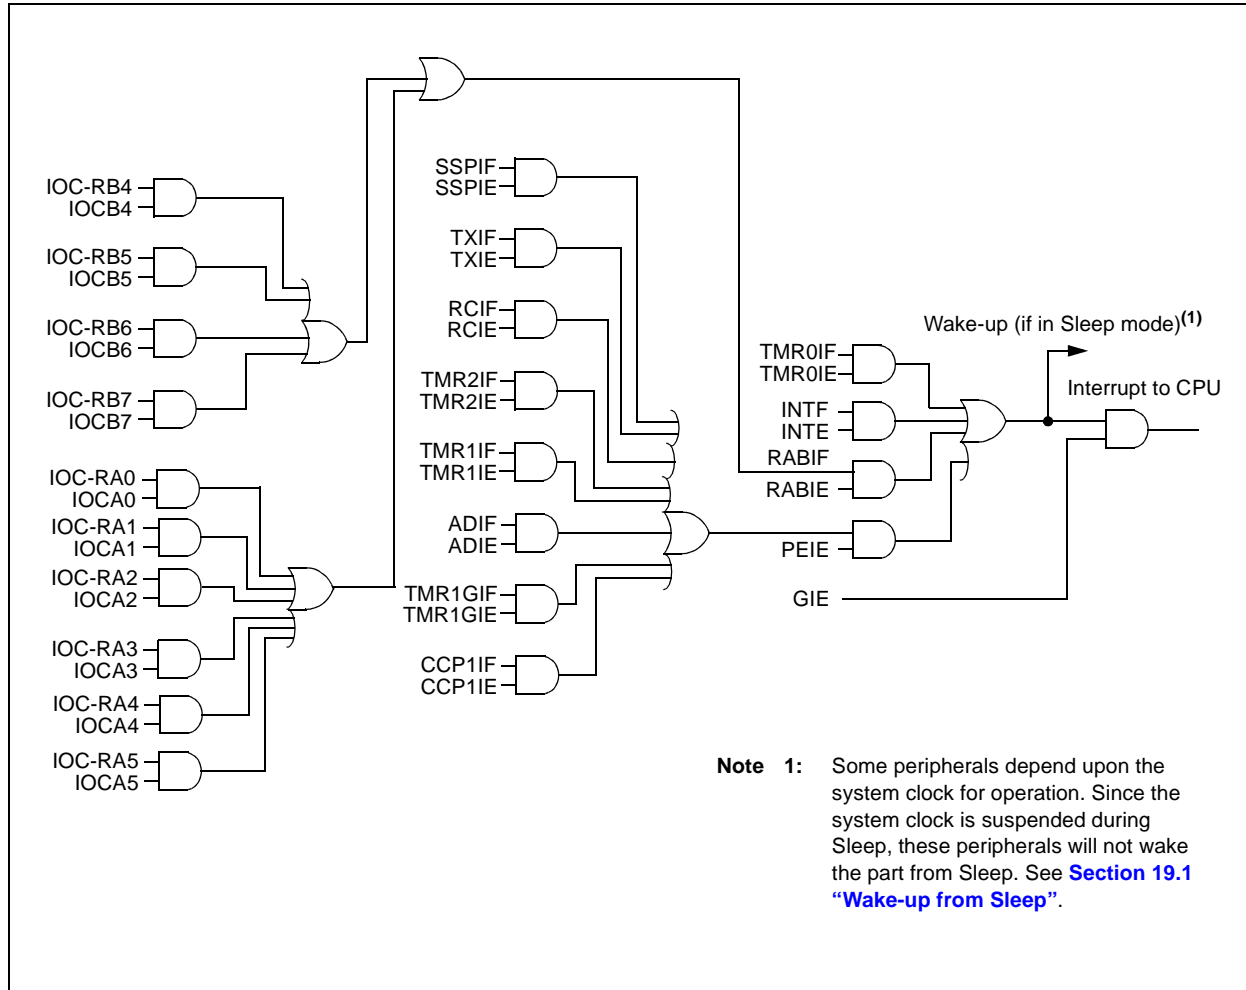 IOC-RB4
IOCB4
IOC-RB5
IOCB5
IOC-RB6
IOCB6
IOC-RB7
IOCB7
IOC-RA0
IOCA0
IOC-RA1
IOCA1
IOC-RA2
IOCA2
IOC-RA3
IOCA3
IOC-RA4
IOCA4
IOC-RA5
IOCA5
SSPIF
SSPIE
TXIF
TXIE
RCIF
RCIE
TMR2IF
TMR2IE
TMR1IF
TMR1IE
ADIF
ADIE
TMR1GIF
TMR1GIE
CCP1IF
CCP1IE
TMR0IF
TMR0IE
INTF
INTE
RABIF
RABIE
PEIE
GIE
Wake-up (if in Sleep mode)(1)
Interrupt to CPU
Note 1: Some peripherals depend upon the
system clock for operation. Since the
system clock is suspended during
Sleep, these peripherals will not wake
the part from Sleep. See Section 19.1
“Wake-up from Sleep”.